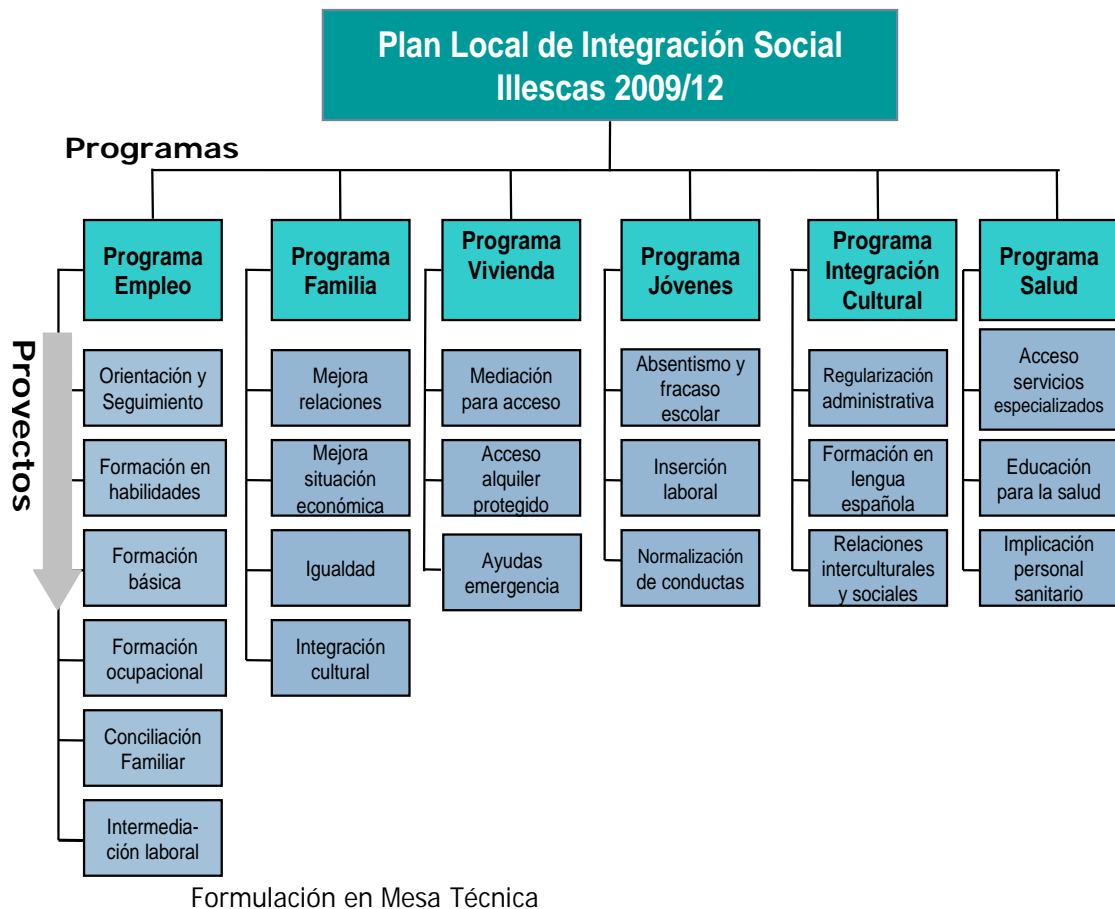 Plan Local de Integración Social
Illescas 2009/12
Programas
Proyectos
Programa
Empleo
Orientación y
Seguimiento
Formación en
habilidades
Formación
básica
Formación
ocupacional
Conciliación
Familiar
Intermedia-
ción laboral
Programa
Familia
Mejora
relaciones
Mejora
situación
económica
Igualdad
Integración
cultural
Programa
Vivienda
Mediación
para acceso
Acceso
alquiler
protegido
Ayudas
emergencia
Programa
Jóvenes
Absentismo y
fracaso
escolar
Inserción
laboral
Normalización
de conductas
Programa
Integración
Cultural
Regularización
administrativa
Formación en
lengua
española
Relaciones
interculturales
y sociales
Programa
Salud
Acceso
servicios
especializados
Educación
para la salud
Implicación
personal
sanitario
Formulación en Mesa Técnica